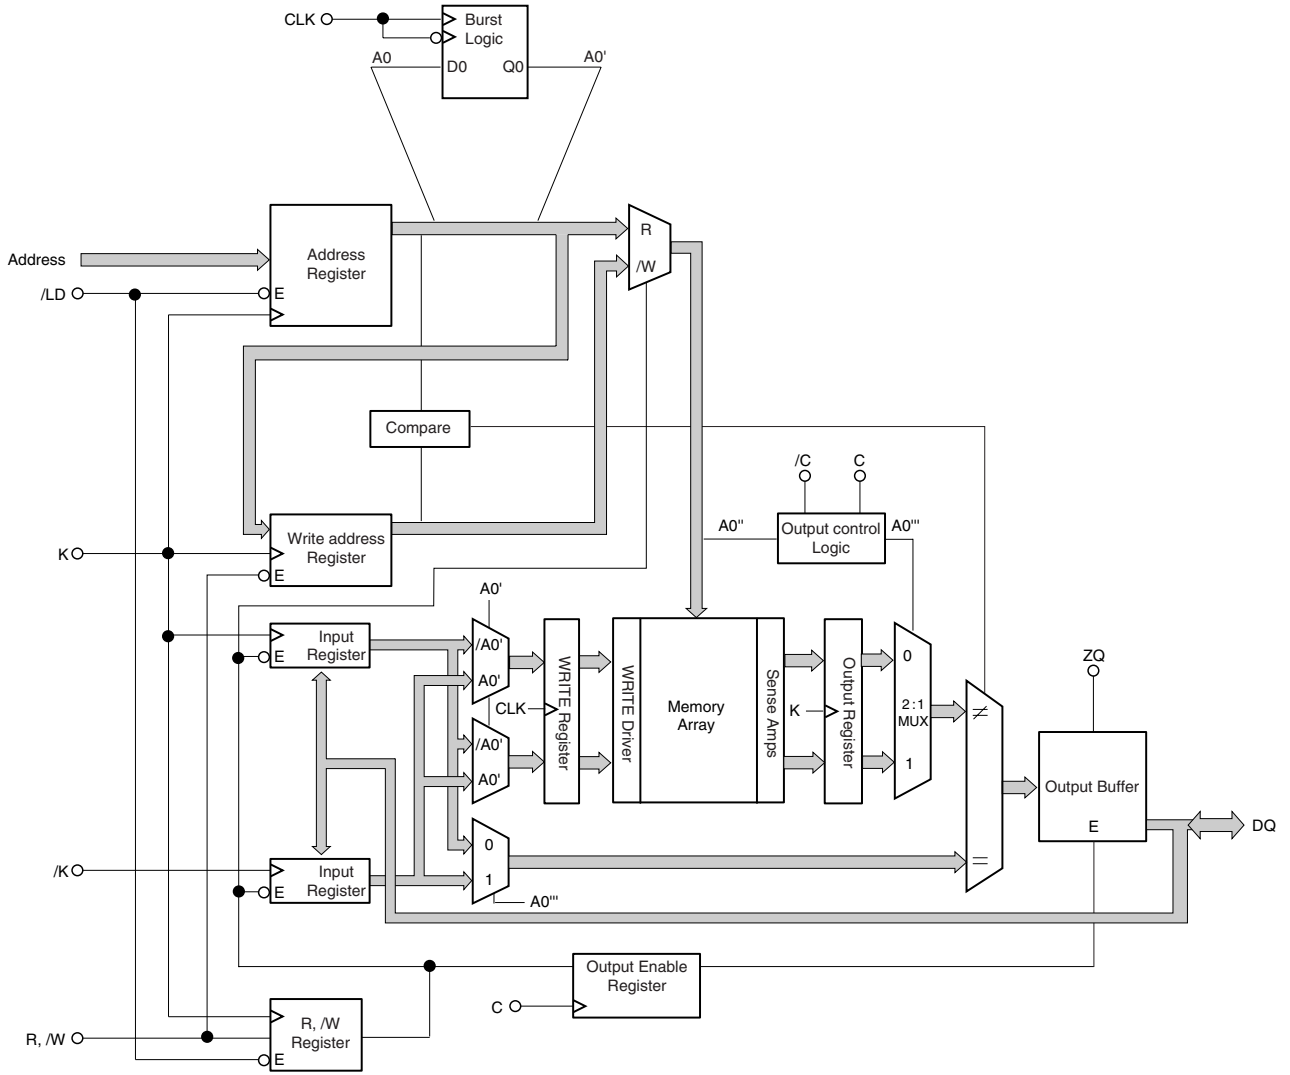 CLK
Burst
Logic
A0
D0
Q0
A0'
Address
Address
Register
R
/W
/LD
E
Compare
/C
C
A0''
Output control
Logic
A0'''
Write address
Register
K
E
A0'
Input
Register
E
/A0'
A0'
CLK
/A0'
A0'
WRITE Register
WRITE Driver
Memory
Array
Sense Amps
K
Output Register
0
2:1
MUX
1
≠
ZQ
Output Buffer
E
DQ
/K
Input
Register
E
0
1
=
A0'''
Output Enable
Register
C
R, /W
R, /W
Register
E